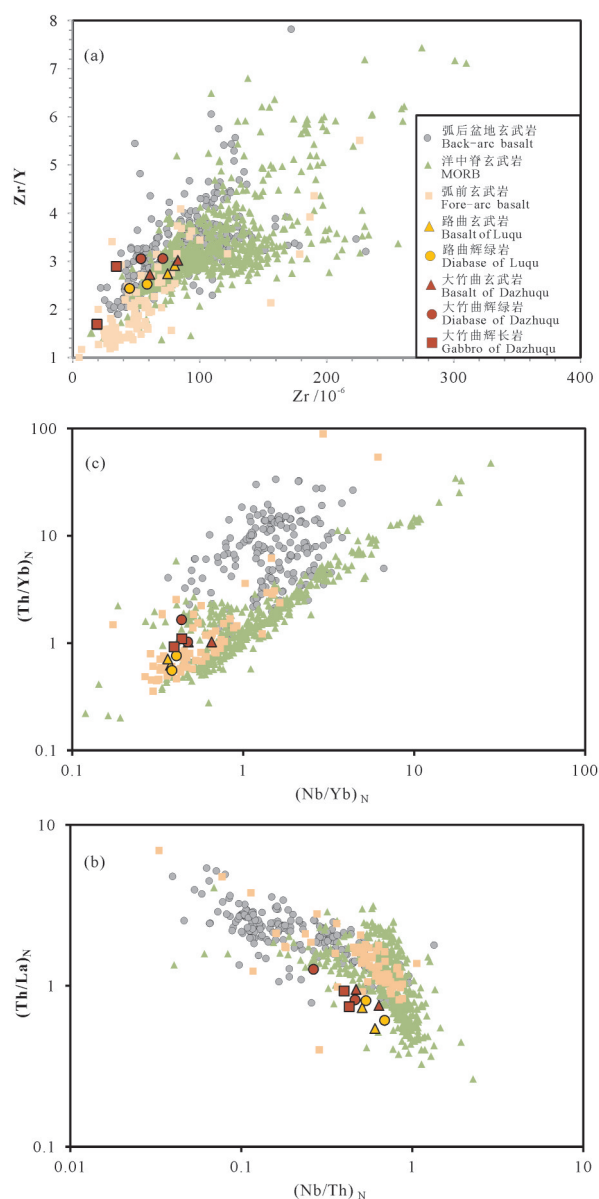 8
(a)
7
6
5
Zr/Y
4
3
2
1
0
100
200
300
400
Zr /10⁻⁶
弧后盆地玄武岩
Back-arc basalt
洋中脊玄武岩
MORB
弧前玄武岩
Fore-arc basalt
路曲玄武岩
Basalt of Luqu
路曲辉绿岩
Diabase of Luqu
大竹曲玄武岩
Basalt of Dazhuqu
大竹曲辉绿岩
Diabase of Dazhuqu
大竹曲辉长岩
Gabbro of Dazhuqu
100
(c)
10
(Th/Yb)N
1
0.1
0.1
1
10
100
(Nb/Yb) N
10
(b)
(Th/La)N
1
0.1
0.01
0.1
1
10
(Nb/Th) N